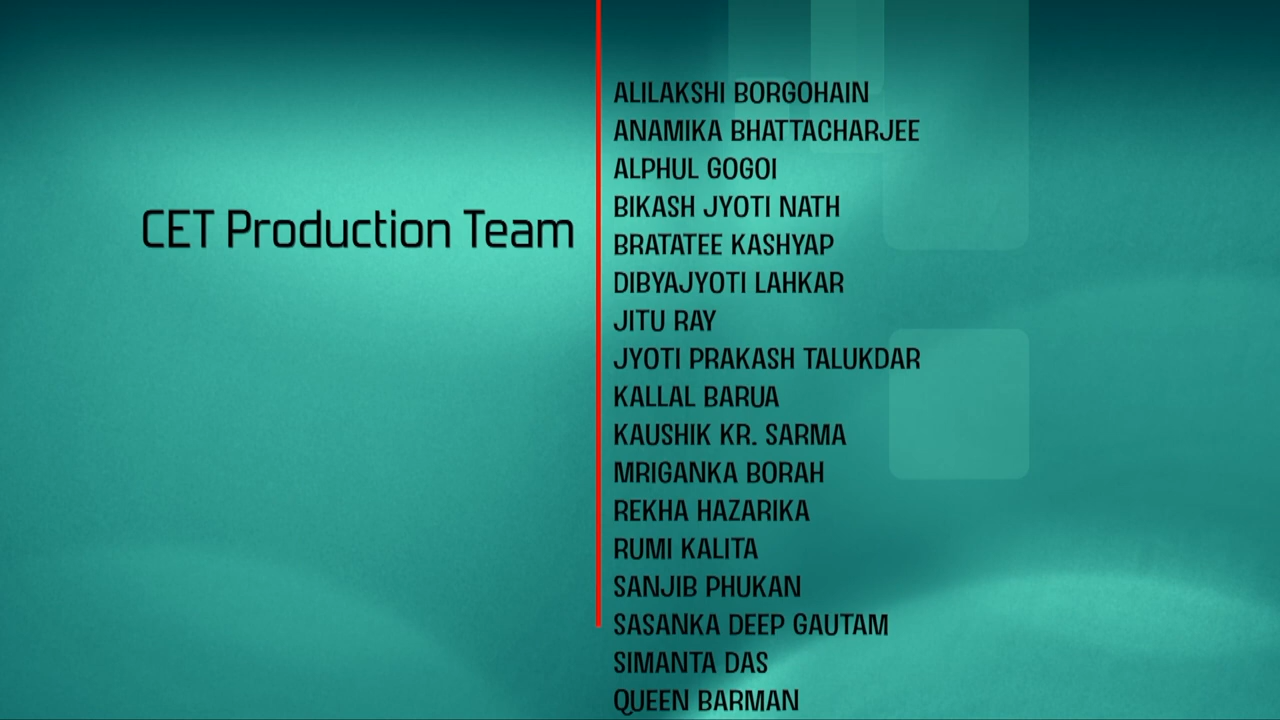 CET Production Team
ALILAKSHI BORGOHAIN
ANAMIKA BHATTACHARJEE
ALPHUL GOGOI
BIKASH JYOTI NATH
BRATATEE KASHYAP
DIBYAJYOTI LAHKAR
JITU RAY
JYOTI PRAKASH TALUKDAR
KALLAL BARUA
KAUSHIK KR. SARMA
MRIGANKA BORAH
REKHA HAZARIKA
RUMI KALITA
SANJIB PHUKAN
SASANKA DEEP GAUTAM
SIMANTA DAS
QUEEN BARMAN